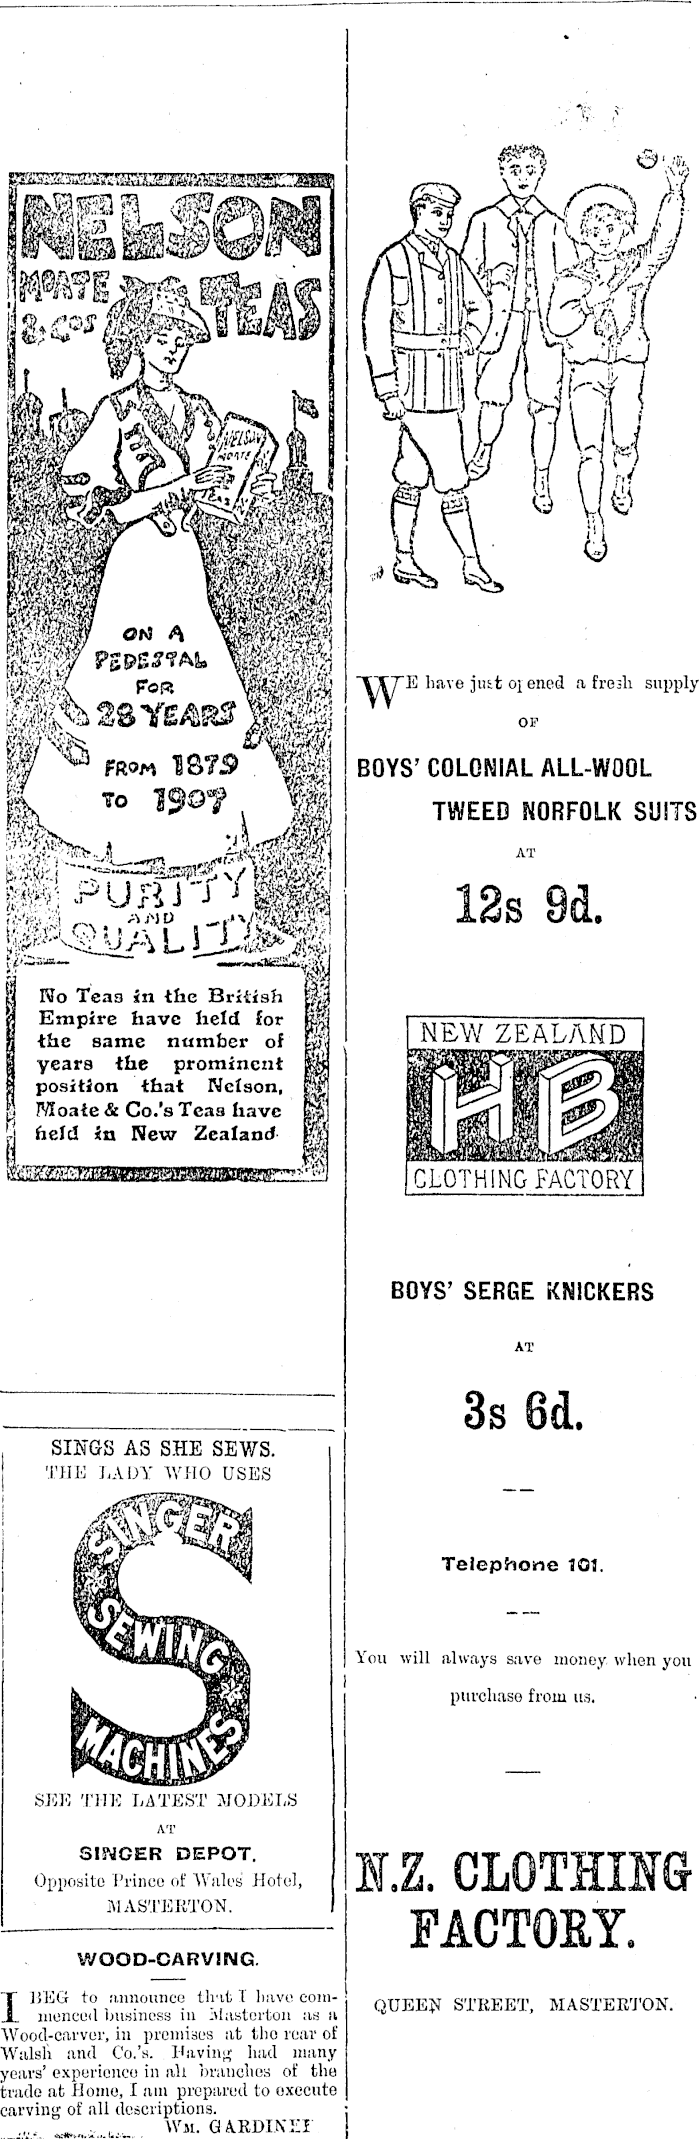 NELSON
MOATE
& Cos
TEAS
NELSON
MOATE
TEAS
ON A
PEDESTAL
FOR
28 YEARS
FROM 1879
TO 1907
PURITY
AND
QUALITY
No Teas in the British
Empire have held for
the same number of
years the prominent
position that Nelson,
Moate & Co.'s Teas have
held in New Zealand
SINGS AS SHE SEWS.
THE LADY WHO USES
SINGER
SEWING
MACHINES
SEE THE LATEST MODELS
AT
SINGER DEPOT,
Opposite Prince of Wales Hotel,
MASTERTON.
WOOD-CARVING.
I BEG to announce that I have com-
menced business in Masterton as a
Wood-carver, in premises at the rear of
Walsh and Co.'s. Having had many
years' experience in all branches of the
trade at Home, I am prepared to execute
carving of all descriptions.
WM. GARDINER
WE have just opened a fresh supply
OF
BOYS' COLONIAL ALL-WOOL
TWEED NORFOLK SUITS
AT
12s 9d.
NEW ZEALAND
HB
CLOTHING FACTORY
BOYS' SERGE KNICKERS
AT
3s 6d.
Telephone 101.
You will always save money when you
purchase from us.
N.Z. CLOTHING
FACTORY.
QUEEN STREET, MASTERTON.